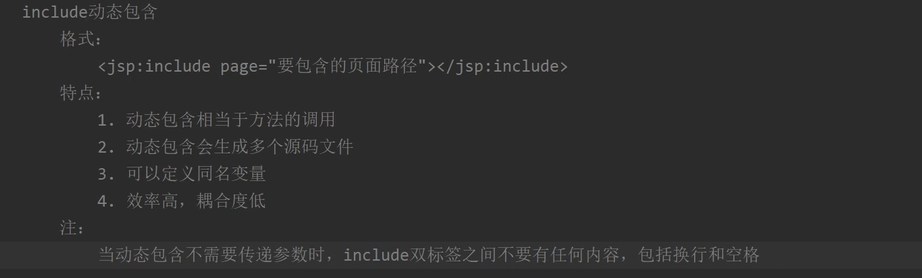 include动态包含
格式：
<jsp:include page="要包含的页面路径"></jsp:include>
特点：
1. 动态包含相当于方法的调用
2. 动态包含会生成多个源码文件
3. 可以定义同名变量
4. 效率高，耦合度低
注：
当动态包含不需要传递参数时，include双标签之间不要有任何内容，包括换行和空格